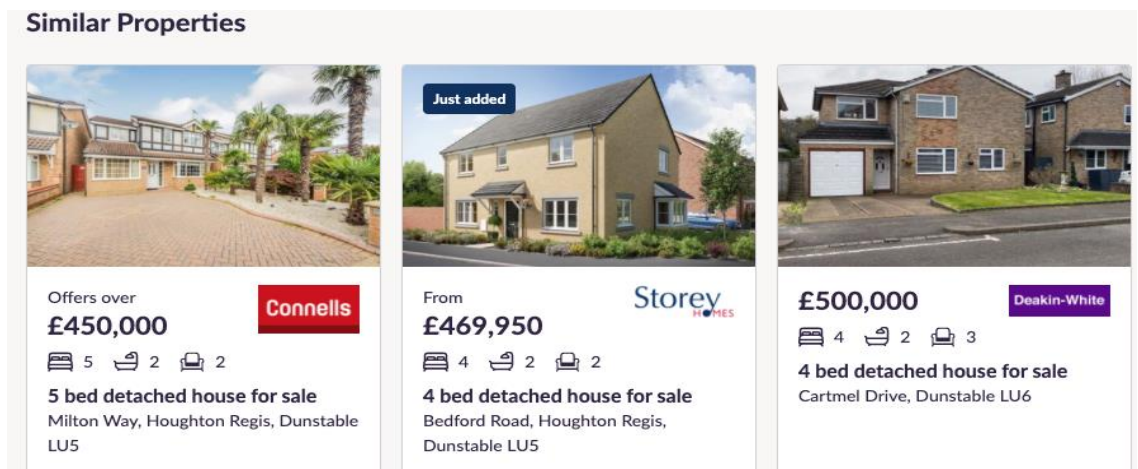 Similar Properties
Offers over
£450,000
Connells
5 2 2
5 bed detached house for sale
Milton Way, Houghton Regis, Dunstable
LU5
Just added
From
£469,950
Storey
HOMES
4 2 2
4 bed detached house for sale
Bedford Road, Houghton Regis,
Dunstable LU5
£500,000
Deakin-White
4 2 3
4 bed detached house for sale
Cartmel Drive, Dunstable LU6